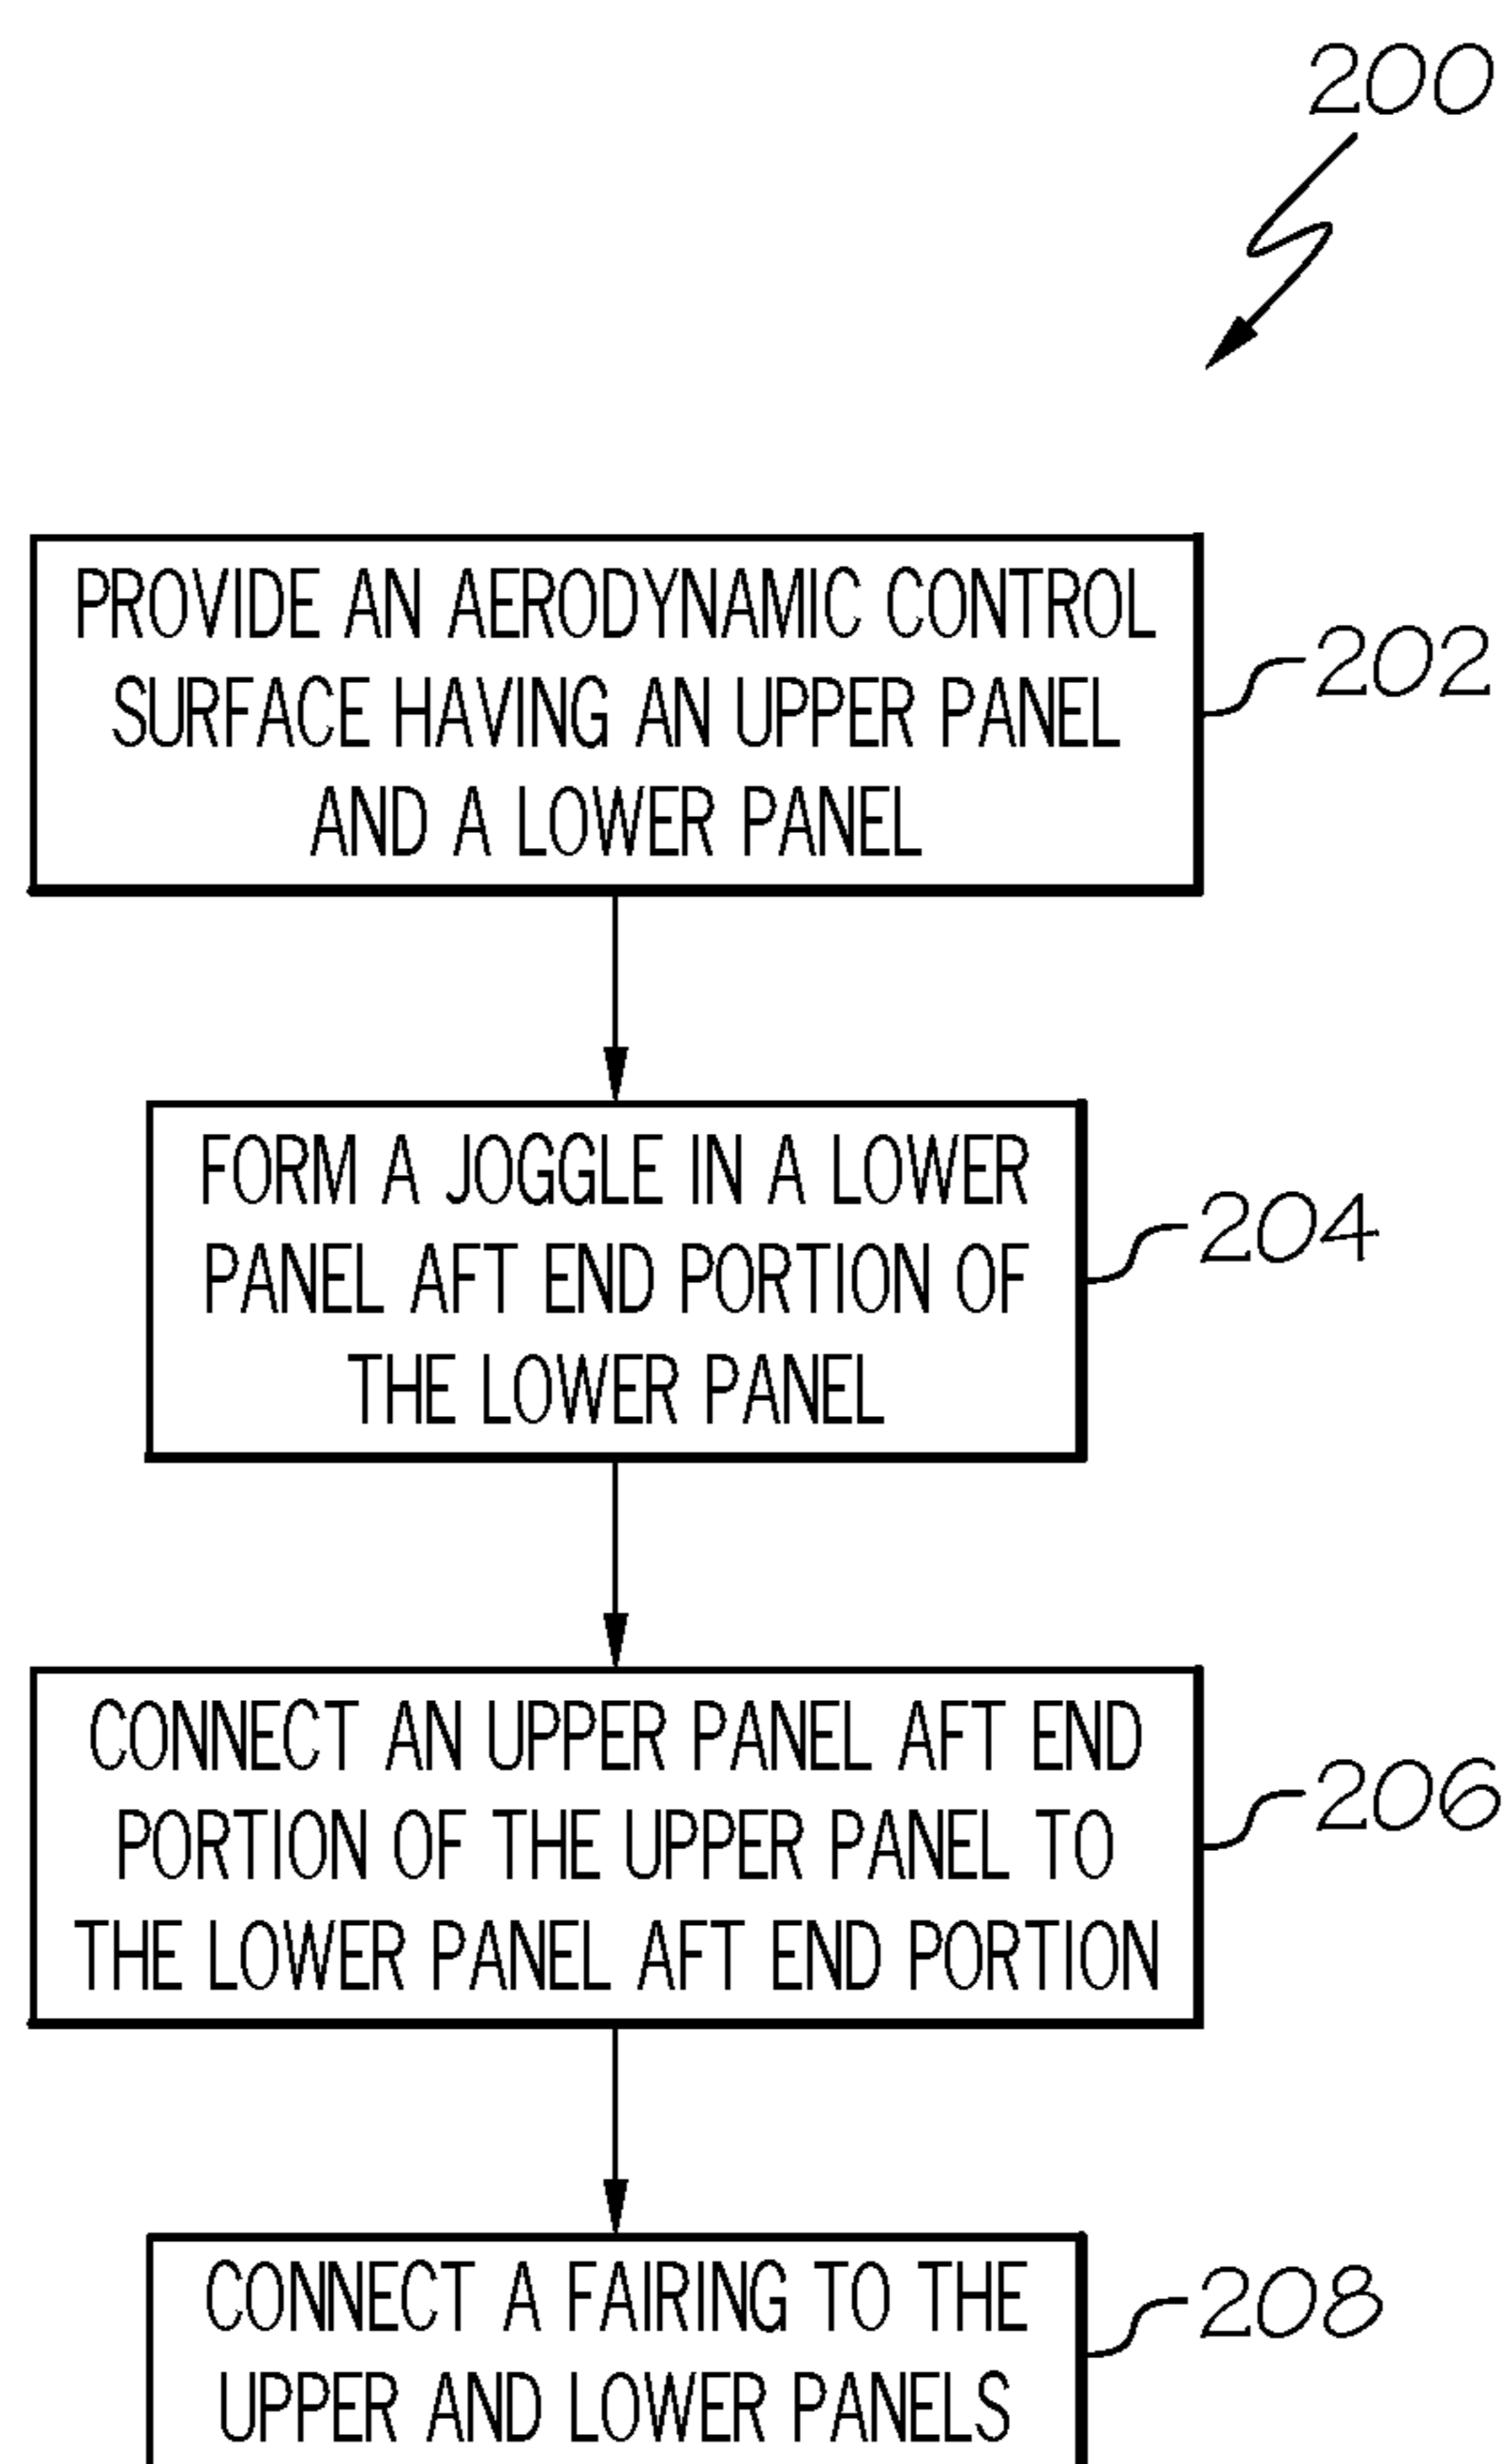 200
PROVIDE AN AERODYNAMIC CONTROL
SURFACE HAVING AN UPPER PANEL
AND A LOWER PANEL
202
FORM A JOGGLE IN A LOWER
PANEL AFT END PORTION OF
THE LOWER PANEL
204
CONNECT AN UPPER PANEL AFT END
PORTION OF THE UPPER PANEL TO
THE LOWER PANEL AFT END PORTION
206
CONNECT A FAIRING TO THE
UPPER AND LOWER PANELS
208